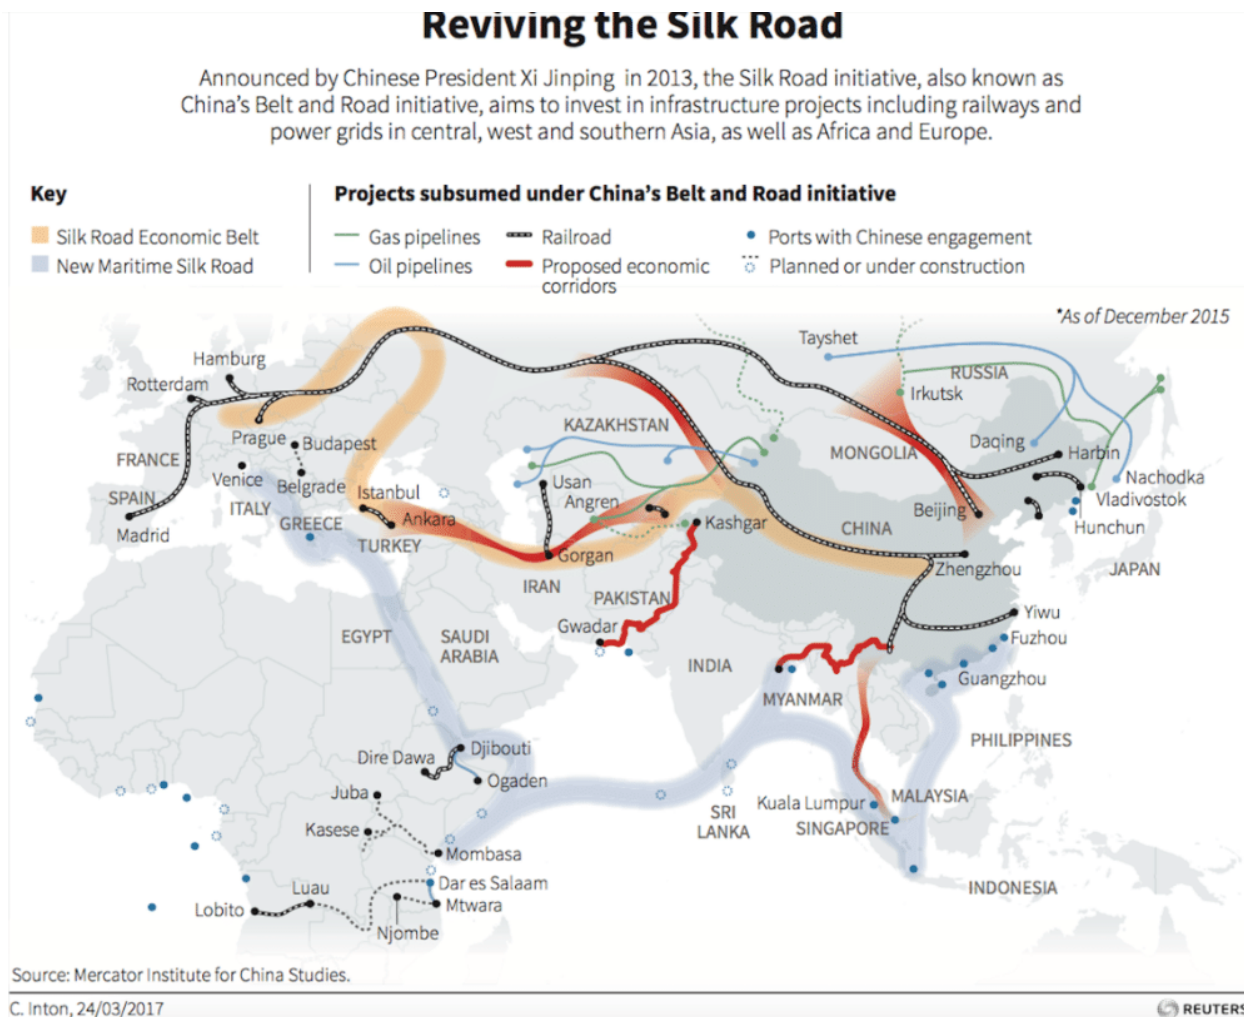 Reviving the Silk Road
Announced by Chinese President Xi Jinping in 2013, the Silk Road initiative, also known as
China’s Belt and Road initiative, aims to invest in infrastructure projects including railways and
power grids in central, west and southern Asia, as well as Africa and Europe.
Key
Silk Road Economic Belt
New Maritime Silk Road
Projects subsumed under China’s Belt and Road initiative
Gas pipelines
Oil pipelines
Railroad
Proposed economic
corridors
Ports with Chinese engagement
Planned or under construction
*As of December 2015
Tayshet
Hamburg
Rotterdam
RUSSIA
Irkutsk
KAZAKHSTAN
Prague
Budapest
Daqing
Harbin
MONGOLIA
FRANCE
Venice
Belgrade
Usan
Nachodka
SPAIN
ITALY
Istanbul
Angren
Vladivostok
GREECE
Ankara
Kashgar
Beijing
CHINA
Hunchun
Madrid
TURKEY
Gorgan
Zhengzhou
JAPAN
IRAN
PAKISTAN
Yiwu
Gwadar
EGYPT
SAUDI
ARABIA
Fuzhou
INDIA
Guangzhou
MYANMAR
PHILIPPINES
Djibouti
Dire Dawa
Ogaden
Juba
Kuala Lumpur
MALAYSIA
SRI
LANKA
SINGAPORE
Kasese
Mombasa
Dar es Salaam
Luau
INDONESIA
Lobito
Mtwara
Njombe
Source: Mercator Institute for China Studies.
C. Inton, 24/03/2017
REUTERS